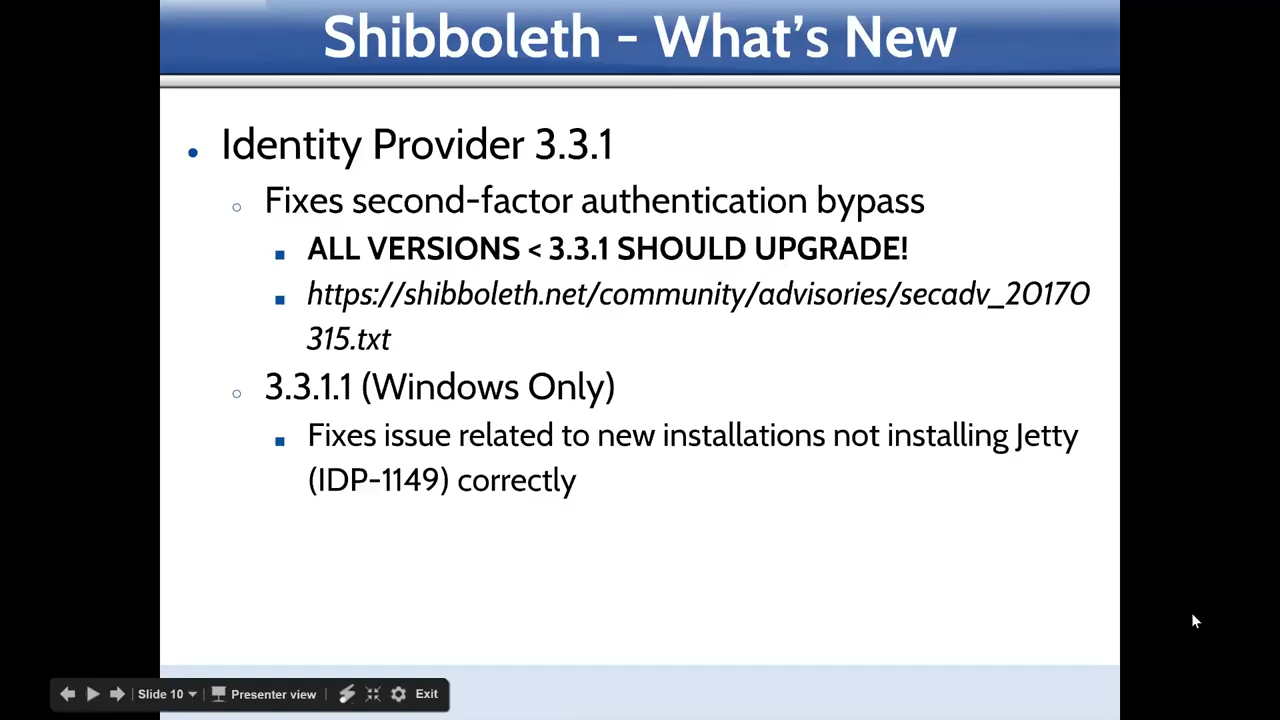 Shibboleth - What's New
• Identity Provider 3.3.1
○ Fixes second-factor authentication bypass
■ ALL VERSIONS < 3.3.1 SHOULD UPGRADE!
■ https://shibboleth.net/community/advisories/secadv_20170
315.txt
○ 3.3.1.1 (Windows Only)
■ Fixes issue related to new installations not installing Jetty
(IDP-1149) correctly
Slide 10 Presenter view Exit